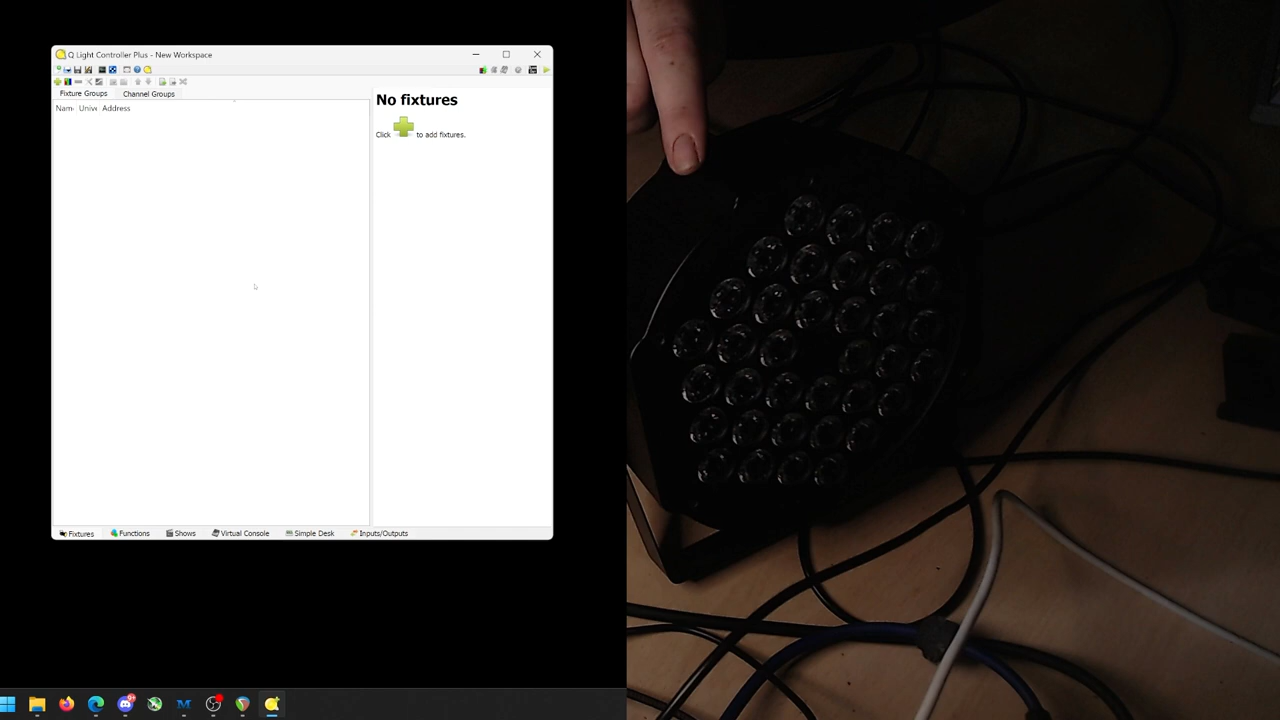 Q Light Controller Plus - New Workspace
Fixture Groups
Channel Groups
Nam
Unive
Address
No fixtures
Click to add fixtures.
Fixtures
Functions
Shows
Virtual Console
Simple Desk
Inputs/Outputs